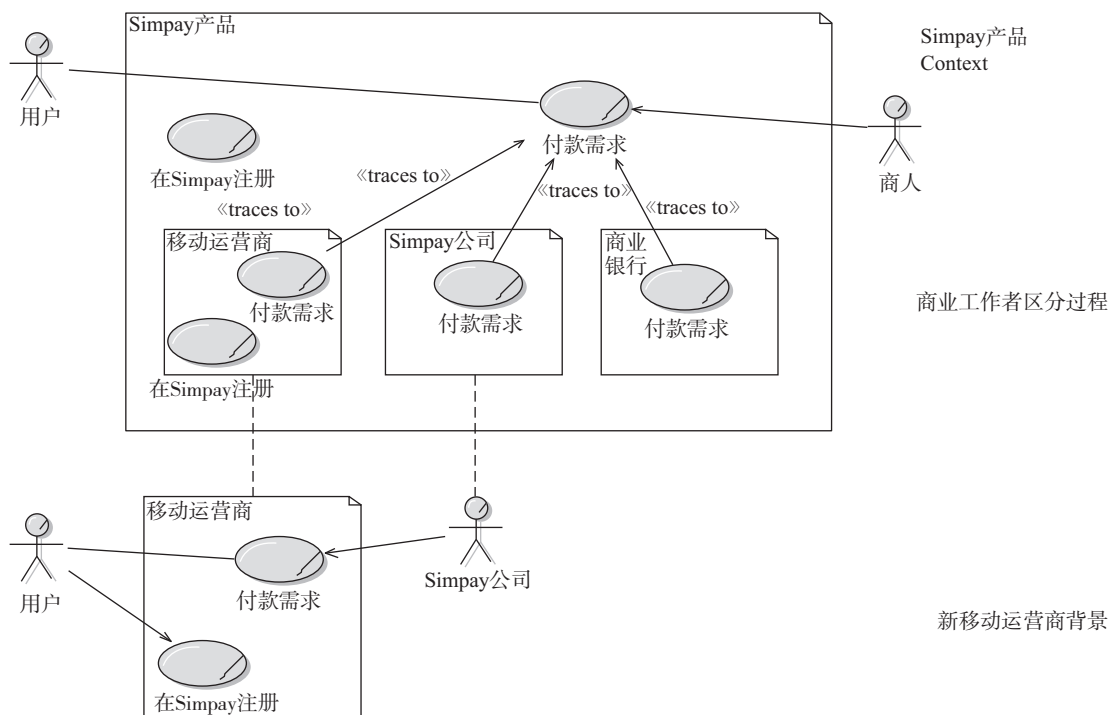 Simpay产品
Simpay产品
Context
用户
付款需求
商人
在Simpay注册
«traces to»
«traces to»
«traces to»
«traces to»
移动运营商
Simpay公司
商业
银行
付款需求
付款需求
付款需求
商业工作者区分过程
在Simpay注册
移动运营商
用户
付款需求
Simpay公司
新移动运营商背景
在Simpay注册